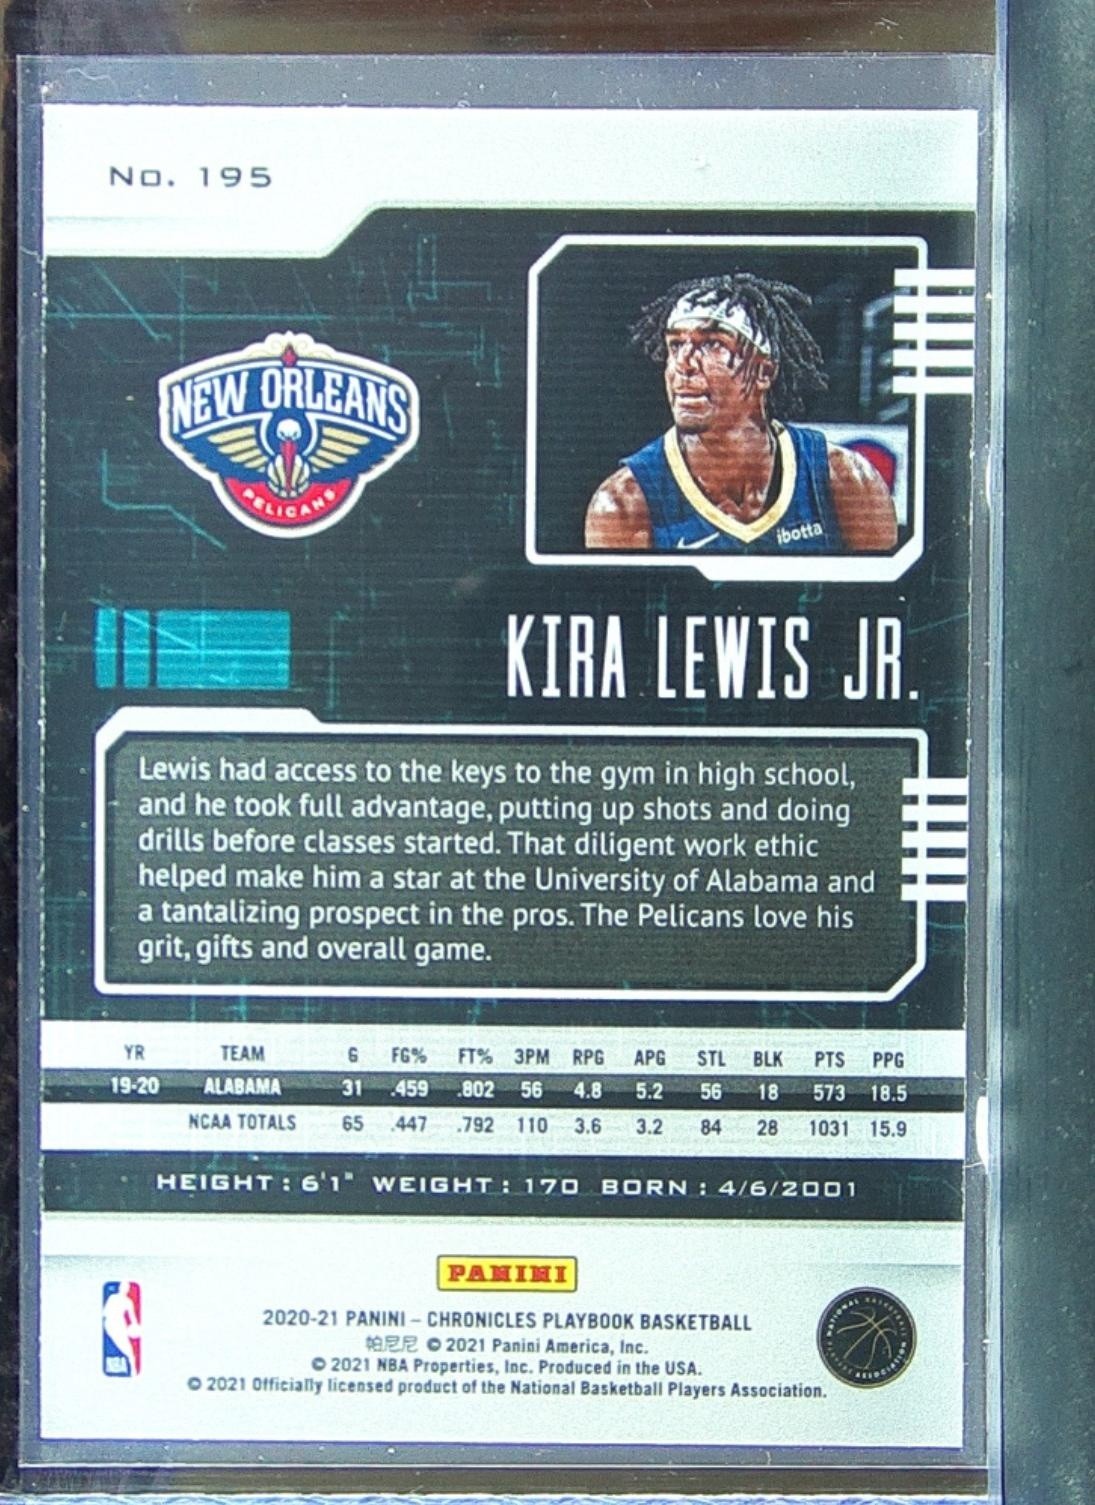 No. 195
NEW ORLEANS
PELICANS
ibotta
KIRA LEWIS JR.
Lewis had access to the keys to the gym in high school,
and he took full advantage, putting up shots and doing
drills before classes started. That diligent work ethic
helped make him a star at the University of Alabama and
a tantalizing prospect in the pros. The Pelicans love his
grit, gifts and overall game.
YR TEAM G FG% FT% 3PM RPG APG STL BLK PTS PPG
19-20 ALABAMA 31 .459 .802 56 4.8 5.2 56 18 573 18.5
NCAA TOTALS 65 .447 .792 110 3.6 3.2 84 28 1031 15.9
HEIGHT: 6'1" WEIGHT: 170 BORN: 4/6/2001
PANINI
NBA
2020-21 PANINI – CHRONICLES PLAYBOOK BASKETBALL
帕尼尼 © 2021 Panini America, Inc.
© 2021 NBA Properties, Inc. Produced in the USA.
© 2021 Officially licensed product of the National Basketball Players Association.
NATIONAL BASKETBALL PLAYERS ASSOCIATION